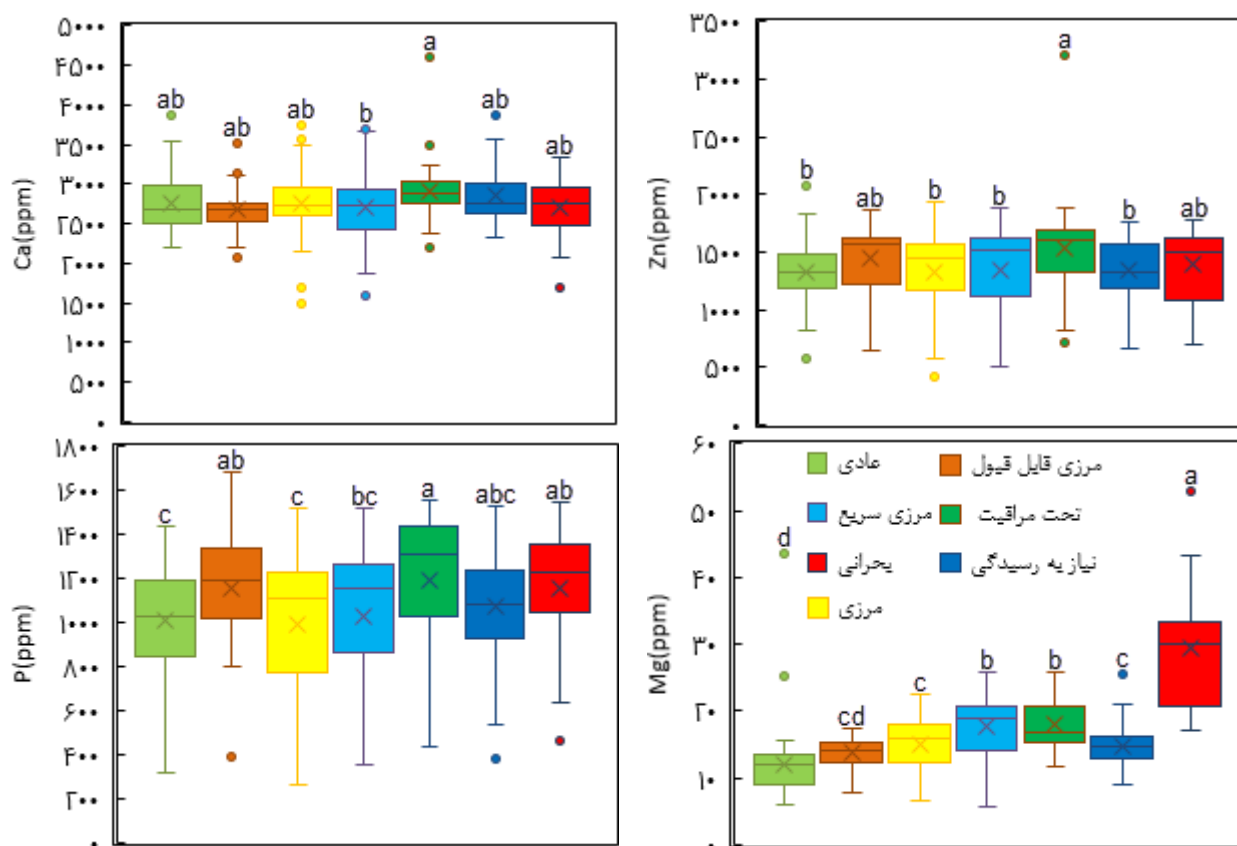 Ca(ppm)
۵۰۰۰
۴۵۰۰
۴۰۰۰
۳۵۰۰
۳۰۰۰
۲۵۰۰
۲۰۰۰
۱۵۰۰
۱۰۰۰
۵۰۰
۰
ab
ab
ab
b
a
ab
ab
Zn(ppm)
۳۵۰۰
۳۰۰۰
۲۵۰۰
۲۰۰۰
۱۵۰۰
۱۰۰۰
۵۰۰
۰
b
ab
b
b
a
b
ab
P(ppm)
۱۸۰۰
۱۶۰۰
۱۴۰۰
۱۲۰۰
۱۰۰۰
۸۰۰
۶۰۰
۴۰۰
۲۰۰
۰
c
ab
c
bc
a
abc
ab
Mg(ppm)
۶۰
۵۰
۴۰
۳۰
۲۰
۱۰
۰
d
cd
c
b
b
c
a
عادی
مرزی قابل قبول
مرزی سریع
تحت مراقبت
بحرانی
نیاز به رسیدگی
مرزی